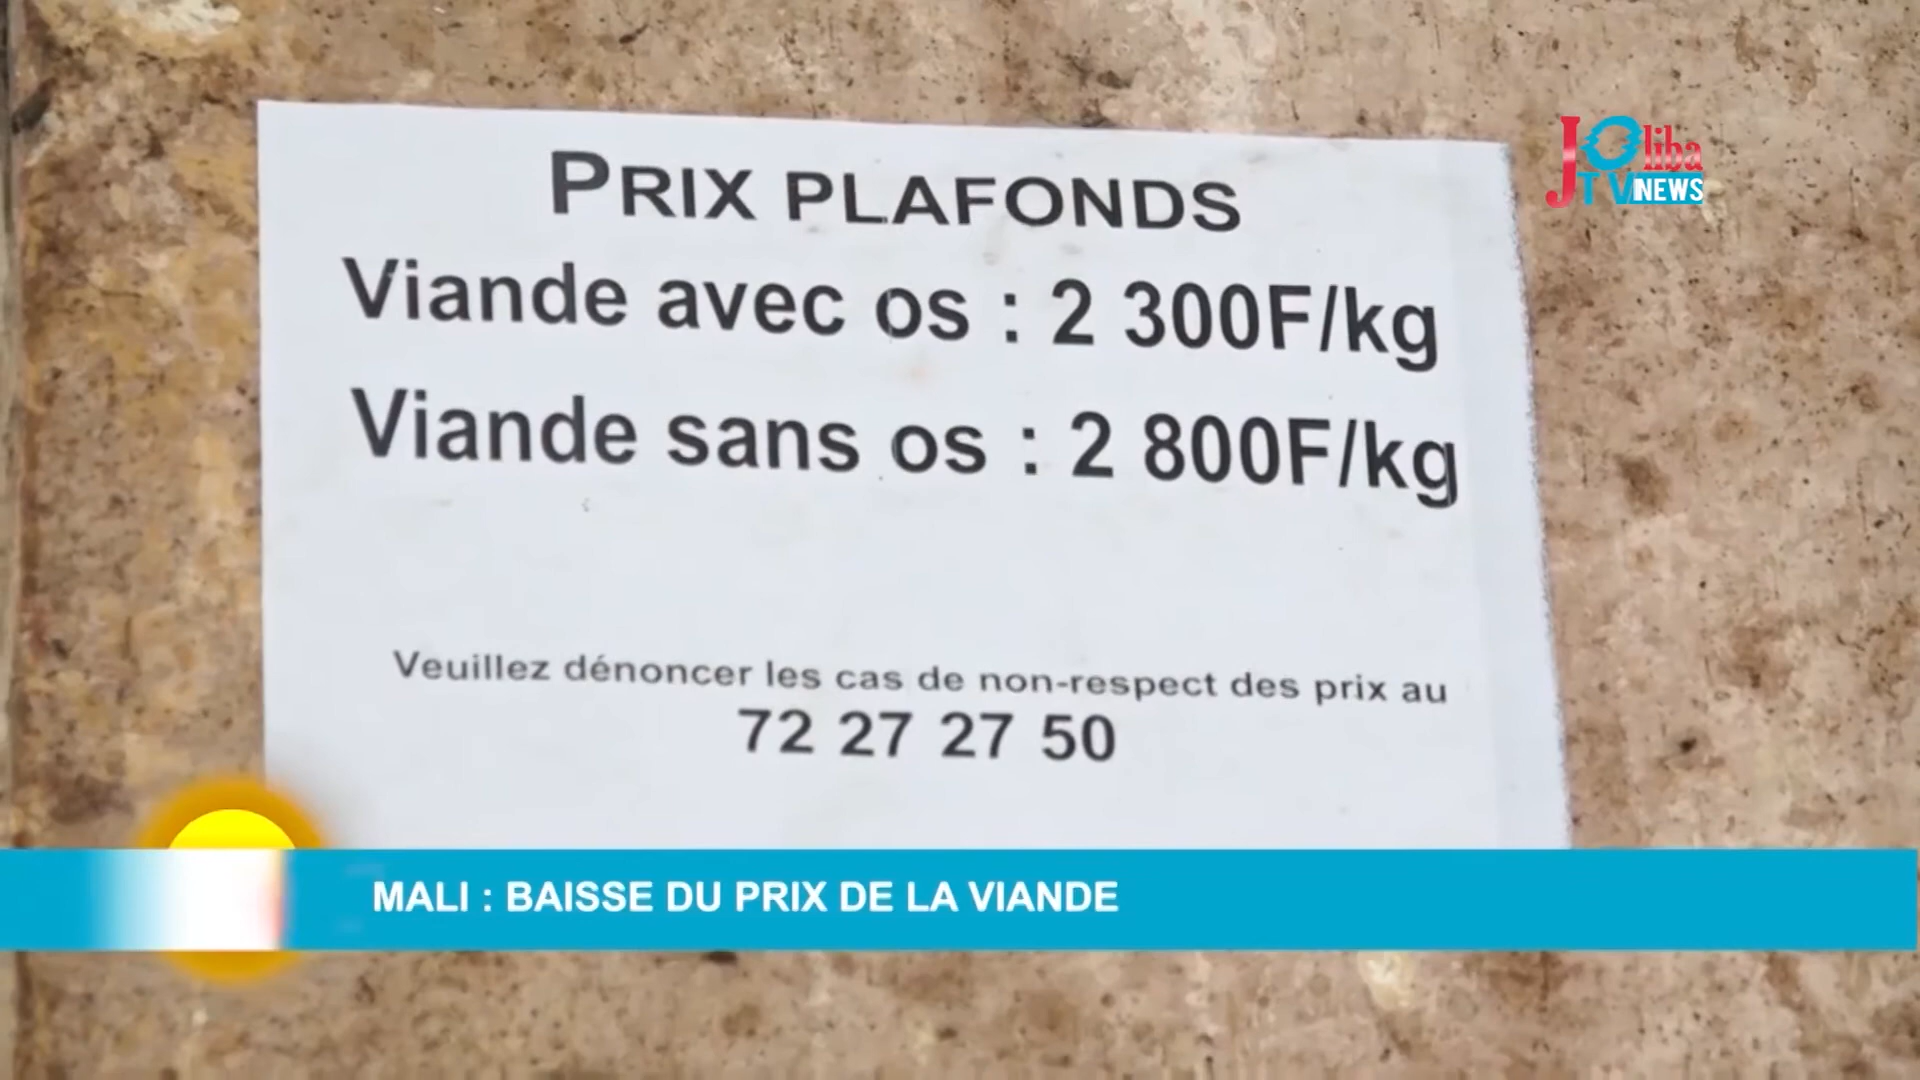 PRIX PLAFONDS
Viande avec os : 2 300F/kg
Viande sans os : 2 800F/kg
Veuillez dénoncer les cas de non-respect des prix au
72 27 27 50
Joliba
TV NEWS
MALI : BAISSE DU PRIX DE LA VIANDE